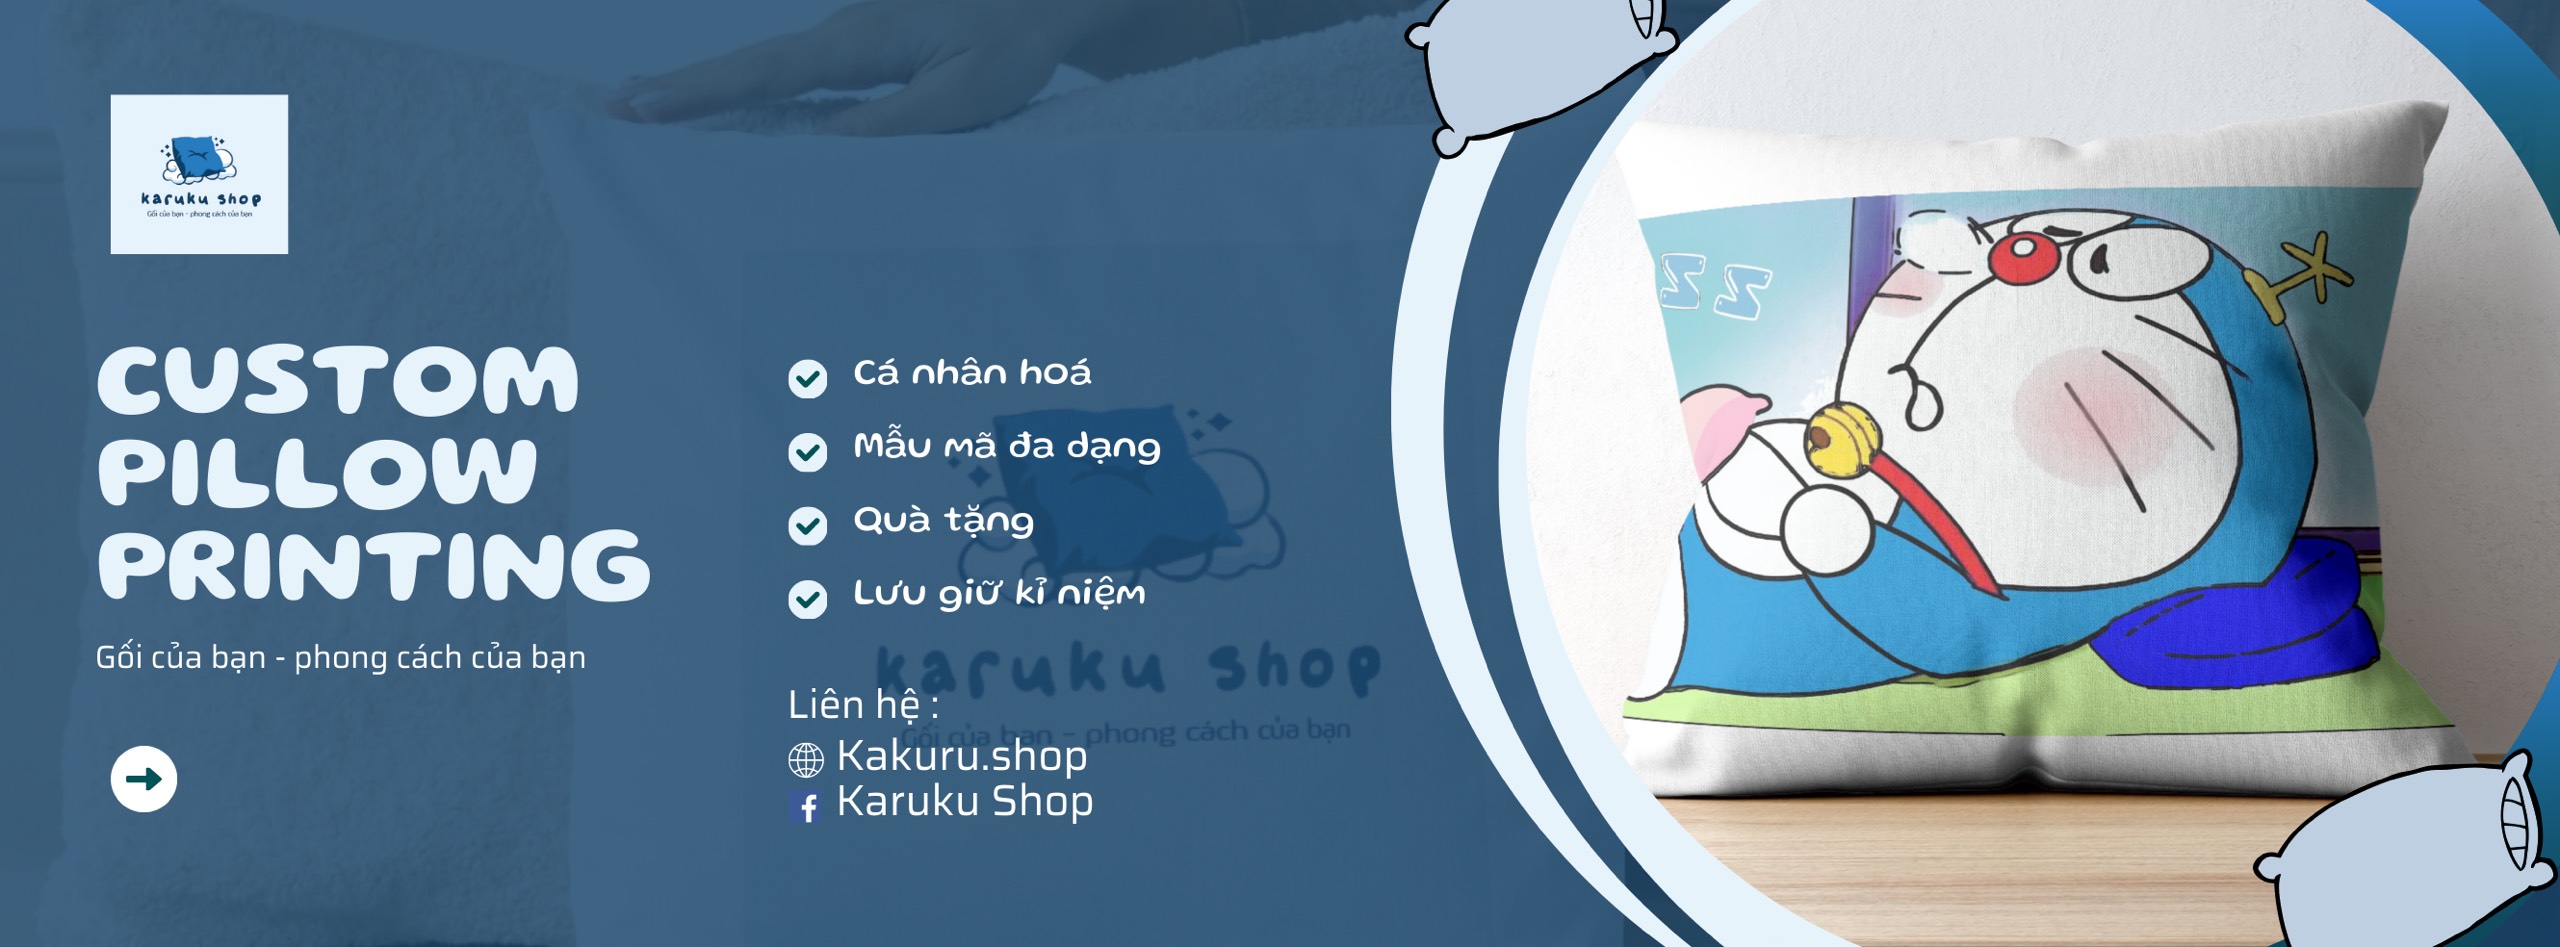 karuku shop
Gối của bạn - phong cách của bạn
CUSTOM
PILLOW
PRINTING
Gối của bạn - phong cách của bạn
Cá nhân hoá
Mẫu mã đa dạng
Quà tặng
Lưu giữ kỉ niệm
karuku shop
Gối của bạn - phong cách của bạn
Liên hệ :
Kakuru.shop
Karuku Shop
ZZ